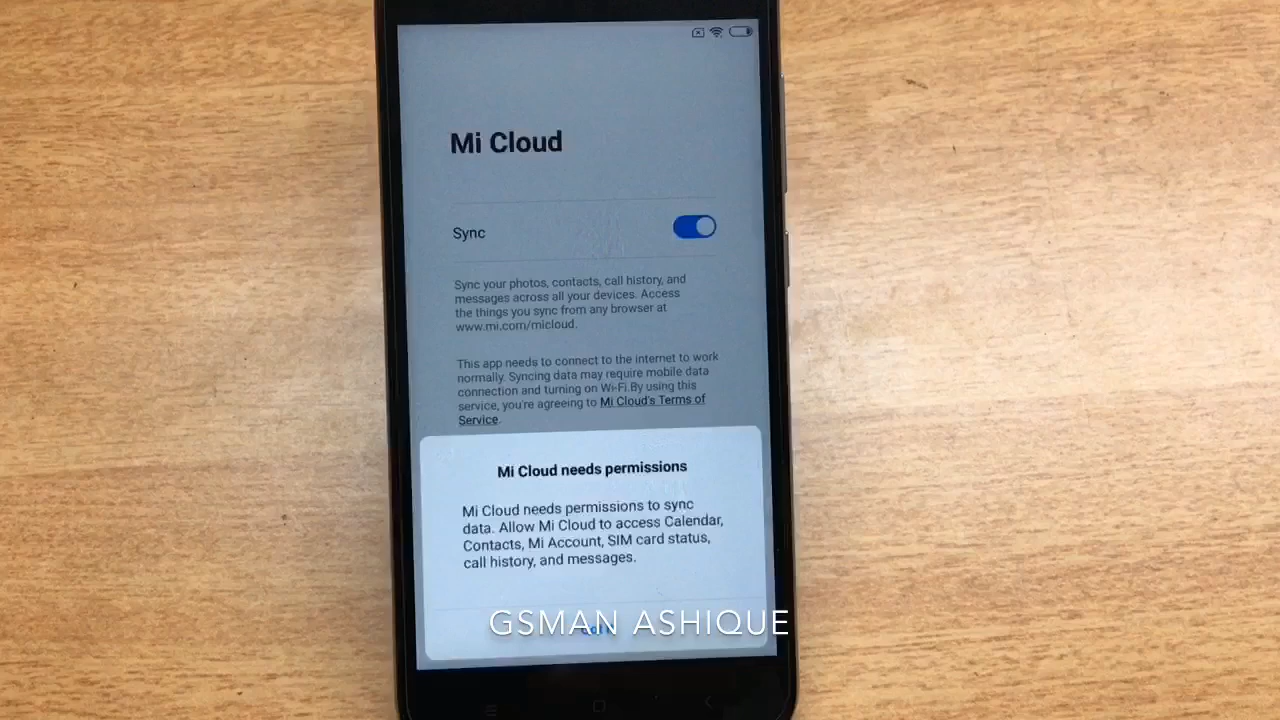 Mi Cloud
Sync
Sync your photos, contacts, call history, and
messages across all your devices. Access
the things you sync from any browser at
www.mi.com/micloud.
This app needs to connect to the internet to work
normally. Syncing data may require mobile data
connection and turning on Wi-Fi.By using this
service, you're agreeing to Mi Cloud's Terms of
Service.
Mi Cloud needs permissions
Mi Cloud needs permissions to sync
data. Allow Mi Cloud to access Calendar,
Contacts, Mi Account, SIM card status,
call history, and messages.
GSMAN ASHIQUE